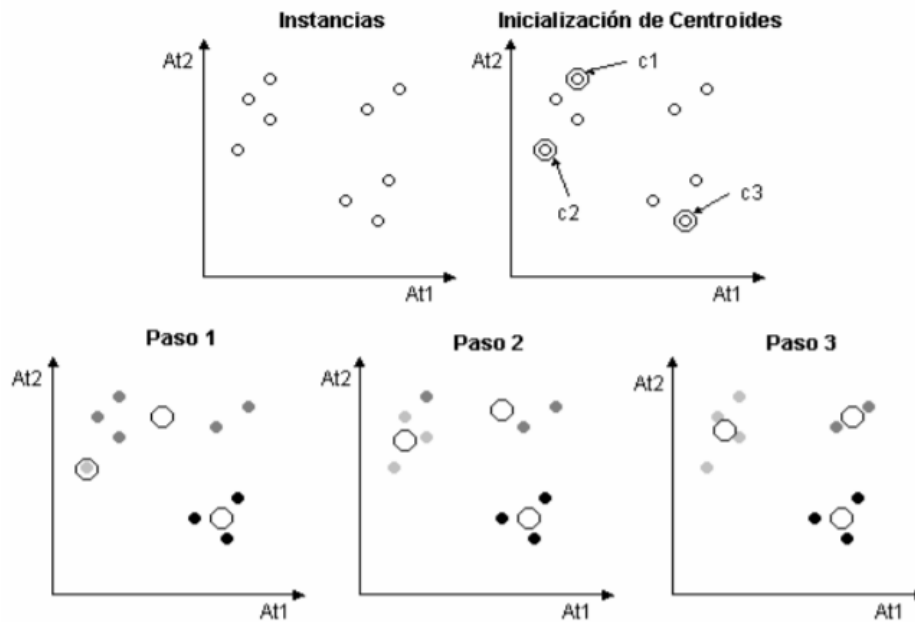 Instancias
Inicialización de Centroides
At2
At1
At2
c1
c2
c3
At1
Paso 1
Paso 2
Paso 3
At2
At1
At2
At1
At2
At1